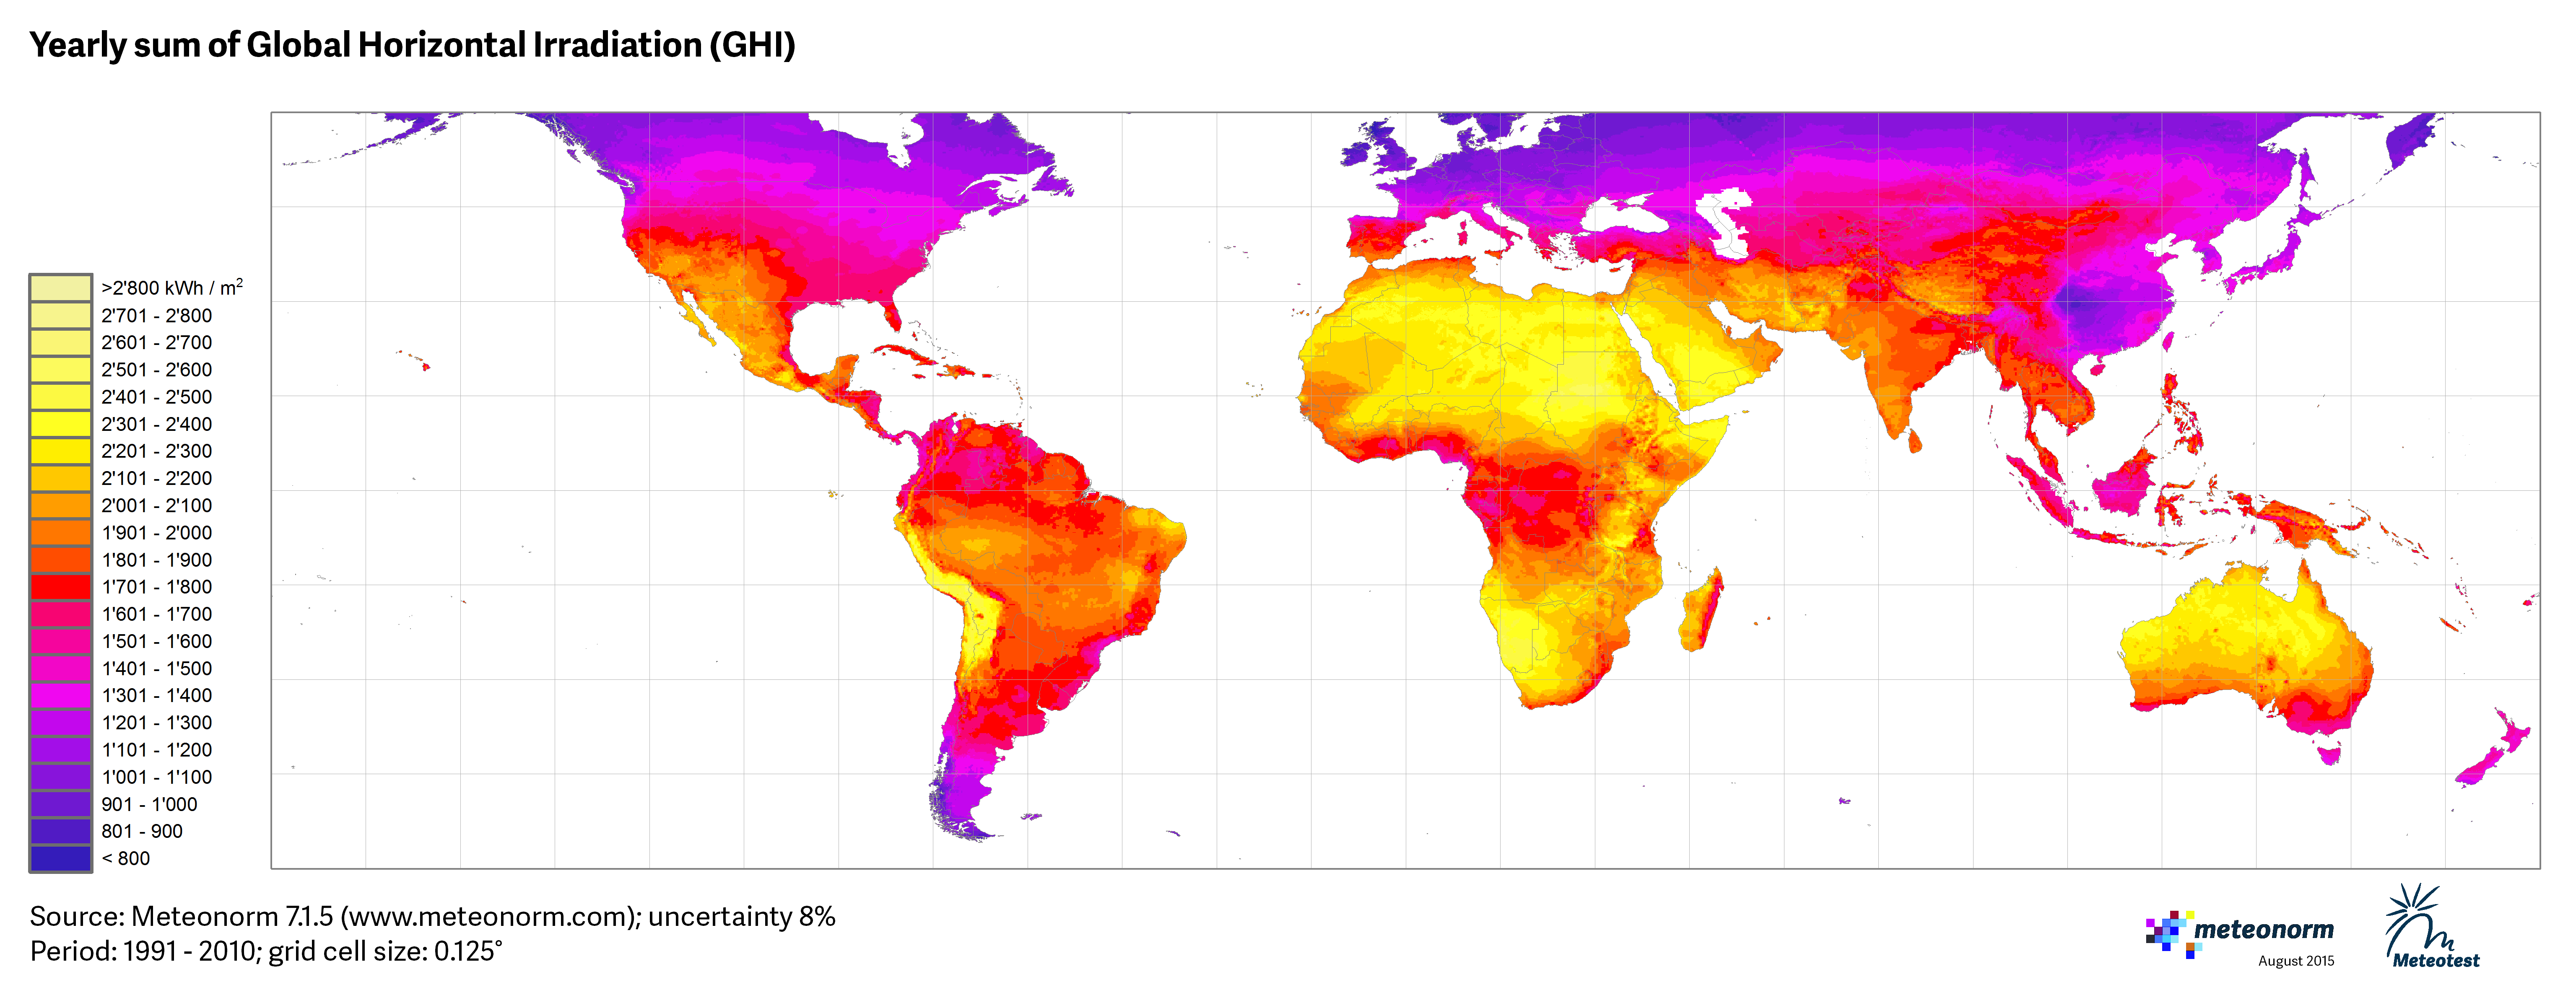 Yearly sum of Global Horizontal Irradiation (GHI)
>2'800 kWh / m²
2'701 - 2'800
2'601 - 2'700
2'501 - 2'600
2'401 - 2'500
2'301 - 2'400
2'201 - 2'300
2'101 - 2'200
2'001 - 2'100
1'901 - 2'000
1'801 - 1'900
1'701 - 1'800
1'601 - 1'700
1'501 - 1'600
1'401 - 1'500
1'301 - 1'400
1'201 - 1'300
1'101 - 1'200
1'001 - 1'100
901 - 1'000
801 - 900
< 800
Source: Meteonorm 7.1.5 (www.meteonorm.com); uncertainty 8%
Period: 1991 - 2010; grid cell size: 0.125°
meteonorm
August 2015
Meteotest